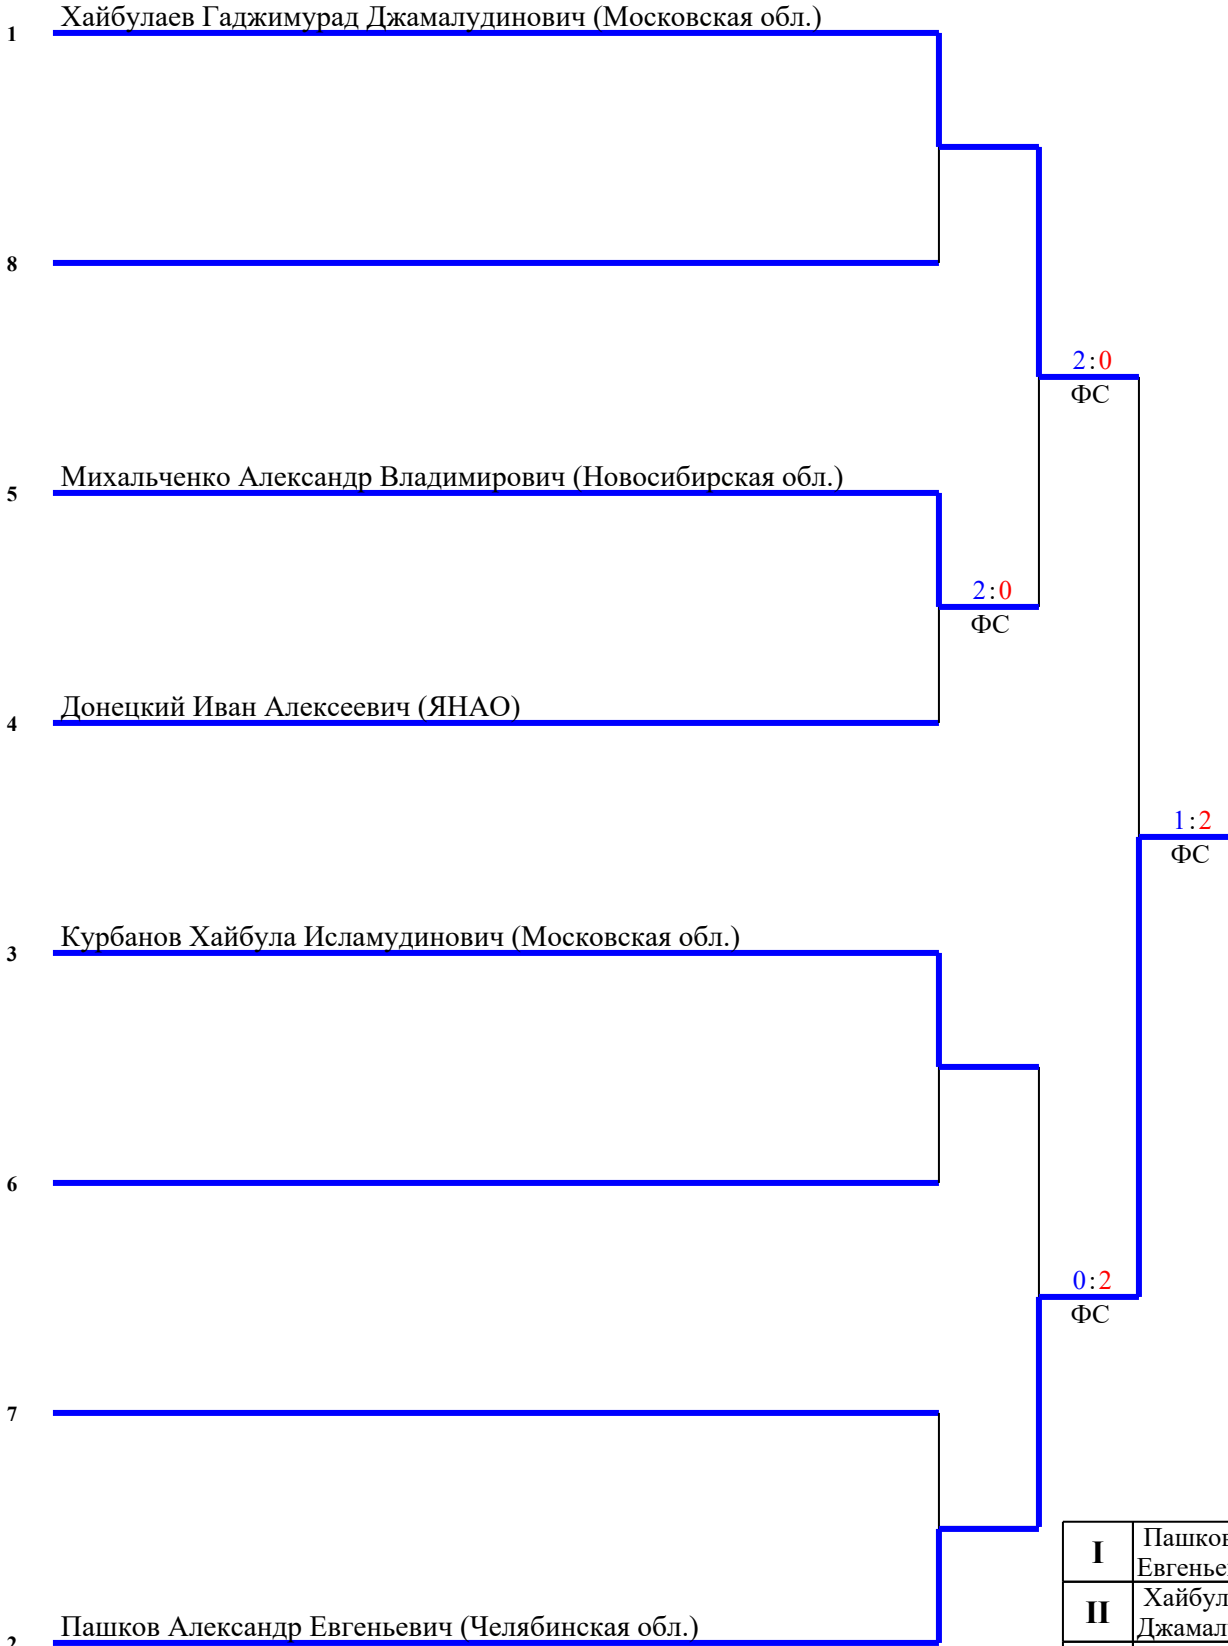 Хайбулаев Гаджимурад Джамалудинович (Московская обл.)
1
8
2:0
ФС
Михальченко Александр Владимирович (Новосибирская обл.)
5
2:0
ФС
Донецкий Иван Алексеевич (ЯНАО)
4
1:2
ФС
Курбанов Хайбула Исламудинович (Московская обл.)
3
6
0:2
ФС
7
I
Пашков
II
Пашков Александр Евгеньевич (Челябинская обл.)
2